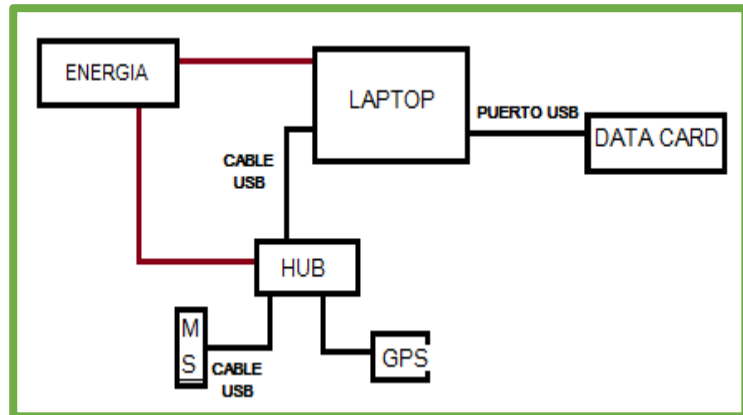 ENERGIA
LAPTOP
PUERTO USB
DATA CARD
CABLE
USB
HUB
M
S
CABLE
USB
GPS